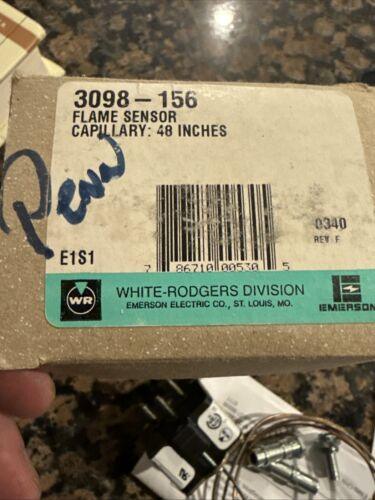 3098-156
FLAME SENSOR
CAPILLARY: 48 INCHES
E1S1
7 86710 00530 5
0340
REV F
WR
WHITE-RODGERS DIVISION
EMERSON ELECTRIC CO., ST. LOUIS, MO.
EMERSON